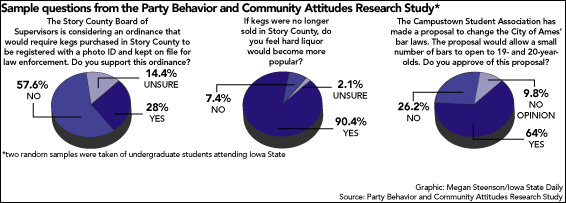 Sample questions from the Party Behavior and Community Attitudes Research Study*
The Story County Board of
Supervisors is considering an ordinance that
would require kegs purchased in Story County to
be registered with a photo ID and kept on file for
law enforcement. Do you support this ordinance?
57.6%
NO
14.4%
UNSURE
28%
YES
If kegs were no longer
sold in Story County, do
you feel hard liquor
would become more
popular?
7.4%
NO
2.1%
UNSURE
90.4%
YES
The Campustown Student Association has
made a proposal to change the City of Ames'
bar laws. The proposal would allow a small
number of bars to open to 19- and 20-year-
olds. Do you approve of this proposal?
26.2%
NO
9.8%
NO
OPINION
64%
YES
*two random samples were taken of undergraduate students attending Iowa State
Graphic: Megan Steenson/Iowa State Daily
Source: Party Behavior and Community Attitudes Research Study